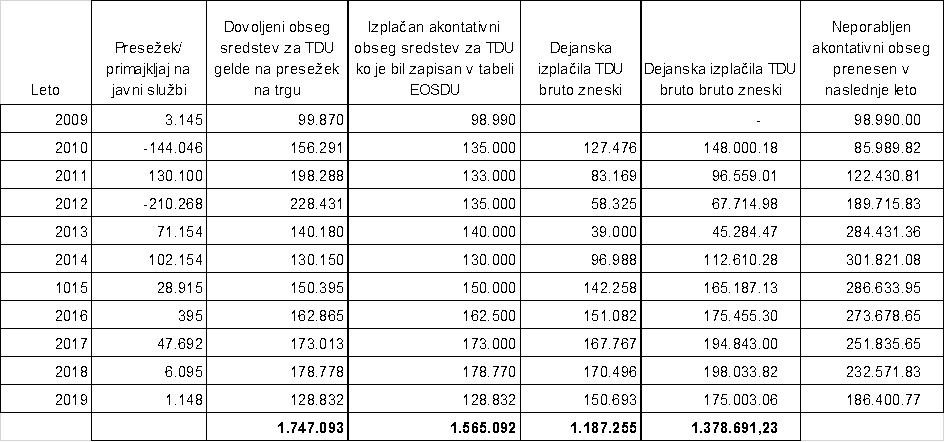 Leto | Presežek/ primajkljaj na javni službi | Dovoljeni obseg sredstev za TDU gelde na presežek na trgu | Izplačan akontativni obseg sredstev za TDU ko je bil zapisan v tabeli EOSDU | Dejanska izplačila TDU bruto zneski | Dejanska izplačila TDU bruto bruto zneski | Neporabljen akontativni obseg prenesen v naslednje leto
2009 | 3.145 | 99.870 | 98.990 | | - | 98.990.00
2010 | -144.046 | 156.291 | 135.000 | 127.476 | 148.000.18 | 85.989.82
2011 | 130.100 | 198.288 | 133.000 | 83.169 | 96.559.01 | 122.430.81
2012 | -210.268 | 228.431 | 135.000 | 58.325 | 67.714.98 | 189.715.83
2013 | 71.154 | 140.180 | 140.000 | 39.000 | 45.284.47 | 284.431.36
2014 | 102.154 | 130.150 | 130.000 | 96.988 | 112.610.28 | 301.821.08
1015 | 28.915 | 150.395 | 150.000 | 142.258 | 165.187.13 | 286.633.95
2016 | 395 | 162.865 | 162.500 | 151.082 | 175.455.30 | 273.678.65
2017 | 47.692 | 173.013 | 173.000 | 167.767 | 194.843.00 | 251.835.65
2018 | 6.095 | 178.778 | 178.770 | 170.496 | 198.033.82 | 232.571.83
2019 | 1.148 | 128.832 | 128.832 | 150.693 | 175.003.06 | 186.400.77
1.747.093 | 1.565.092 | 1.187.255 | 1.378.691,23